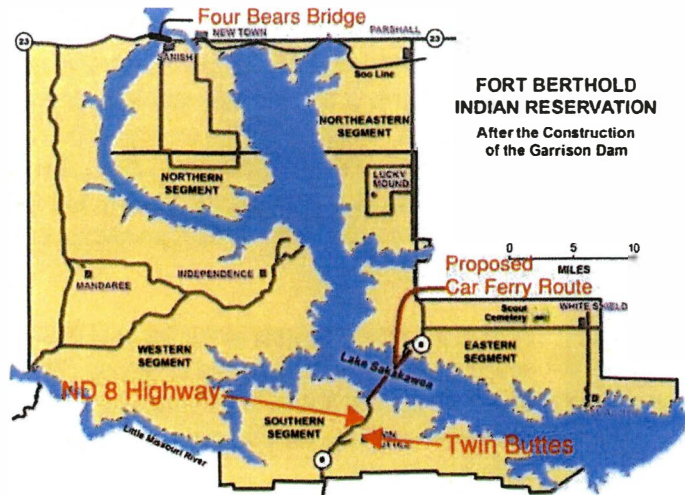 Four Bears Bridge
23
NEW TOWN
PARSHALL
23
SANISH
Soo Line
FORT BERTHOLD
INDIAN RESERVATION
After the Construction
of the Garrison Dam
NORTHEASTERN
SEGMENT
NORTHERN
SEGMENT
LUCKY
MOUND
Proposed
Car Ferry Route
0 5 10
MILES
INDEPENDENCE
MANDAREE
WHITE SHIELD
Scout
Cemetery
8
WESTERN
SEGMENT
EASTERN
SEGMENT
Lake Sakakawea
ND 8 Highway
SOUTHERN
SEGMENT
Twin Buttes
Little Missouri River
8